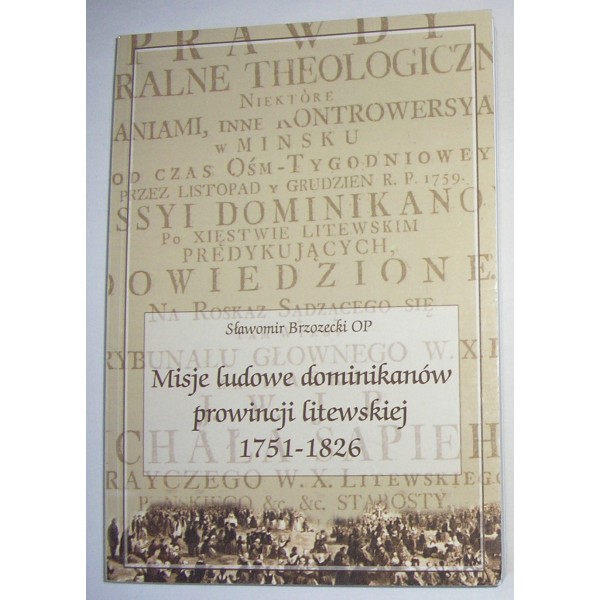 PRAWDY
RALNE THEOLOGICZN
NIEKTÓRE
ANIAMI, INNE KONTROWERSYA
W MINSKU
OD CZAS OŚM-TYGODNIOWEY
PRZEZ LISTOPAD Y GRUDZIEN R. P. 1759.
SSYI DOMINIKANO
PO XIĘSTWIE LITEWSKIM
PREDYKUJĄCYCH,
POWIEDZIONE
NA ROSKAZ SĄDZĄCEGO SIĘ
Sławomir Brzozecki OP
RYBUNAŁU GŁOWNEGO W. X. L
Misje ludowe dominikanów
prowincji litewskiej
1751-1826
CHAŁA SAPIEH
RAYCZEGO W. X. LITEWSKIEGO
&c. &c. STAROSTY